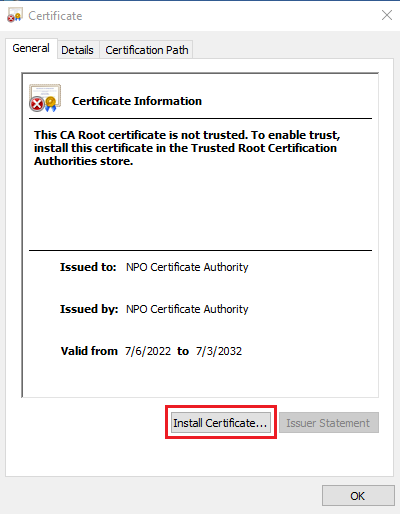 Certificate
General Details Certification Path
Certificate Information
This CA Root certificate is not trusted. To enable trust,
install this certificate in the Trusted Root Certification
Authorities store.
Issued to: NPO Certificate Authority
Issued by: NPO Certificate Authority
Valid from 7/6/2022 to 7/3/2032
Install Certificate... Issuer Statement
OK